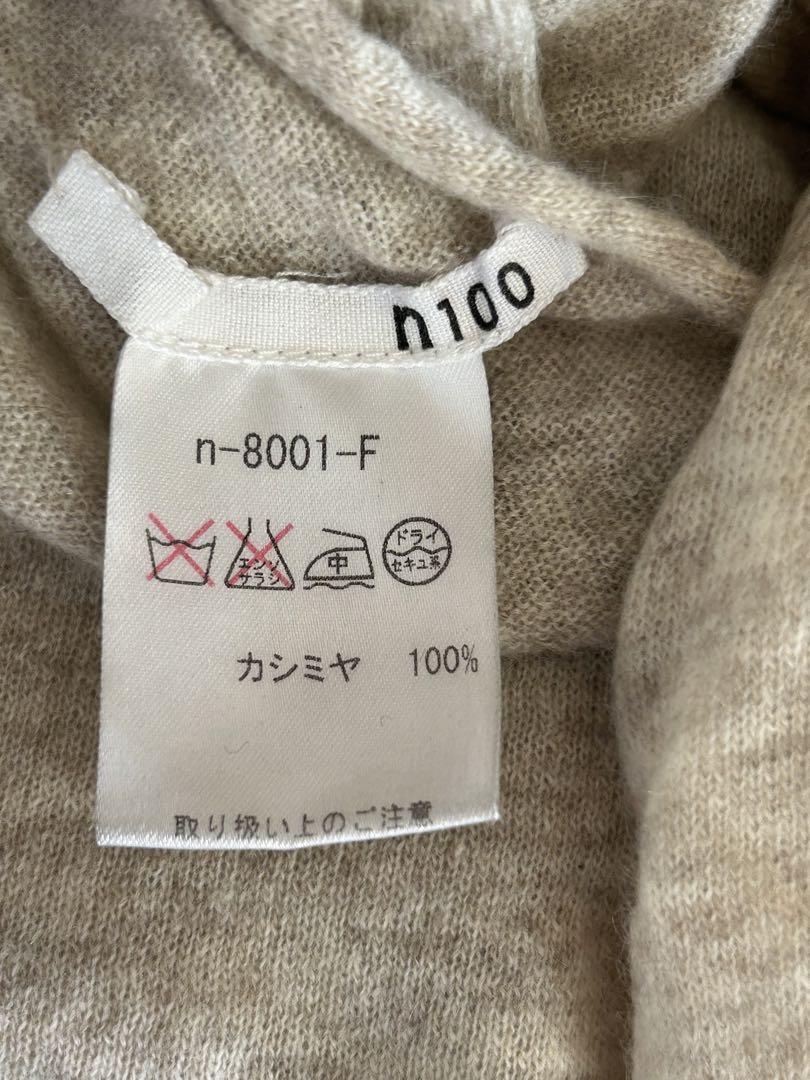 n100
n-8001-F
エンソ
サラシ
中
ドライ
セキユ系
カシミヤ 100%
取り扱い上のご注意